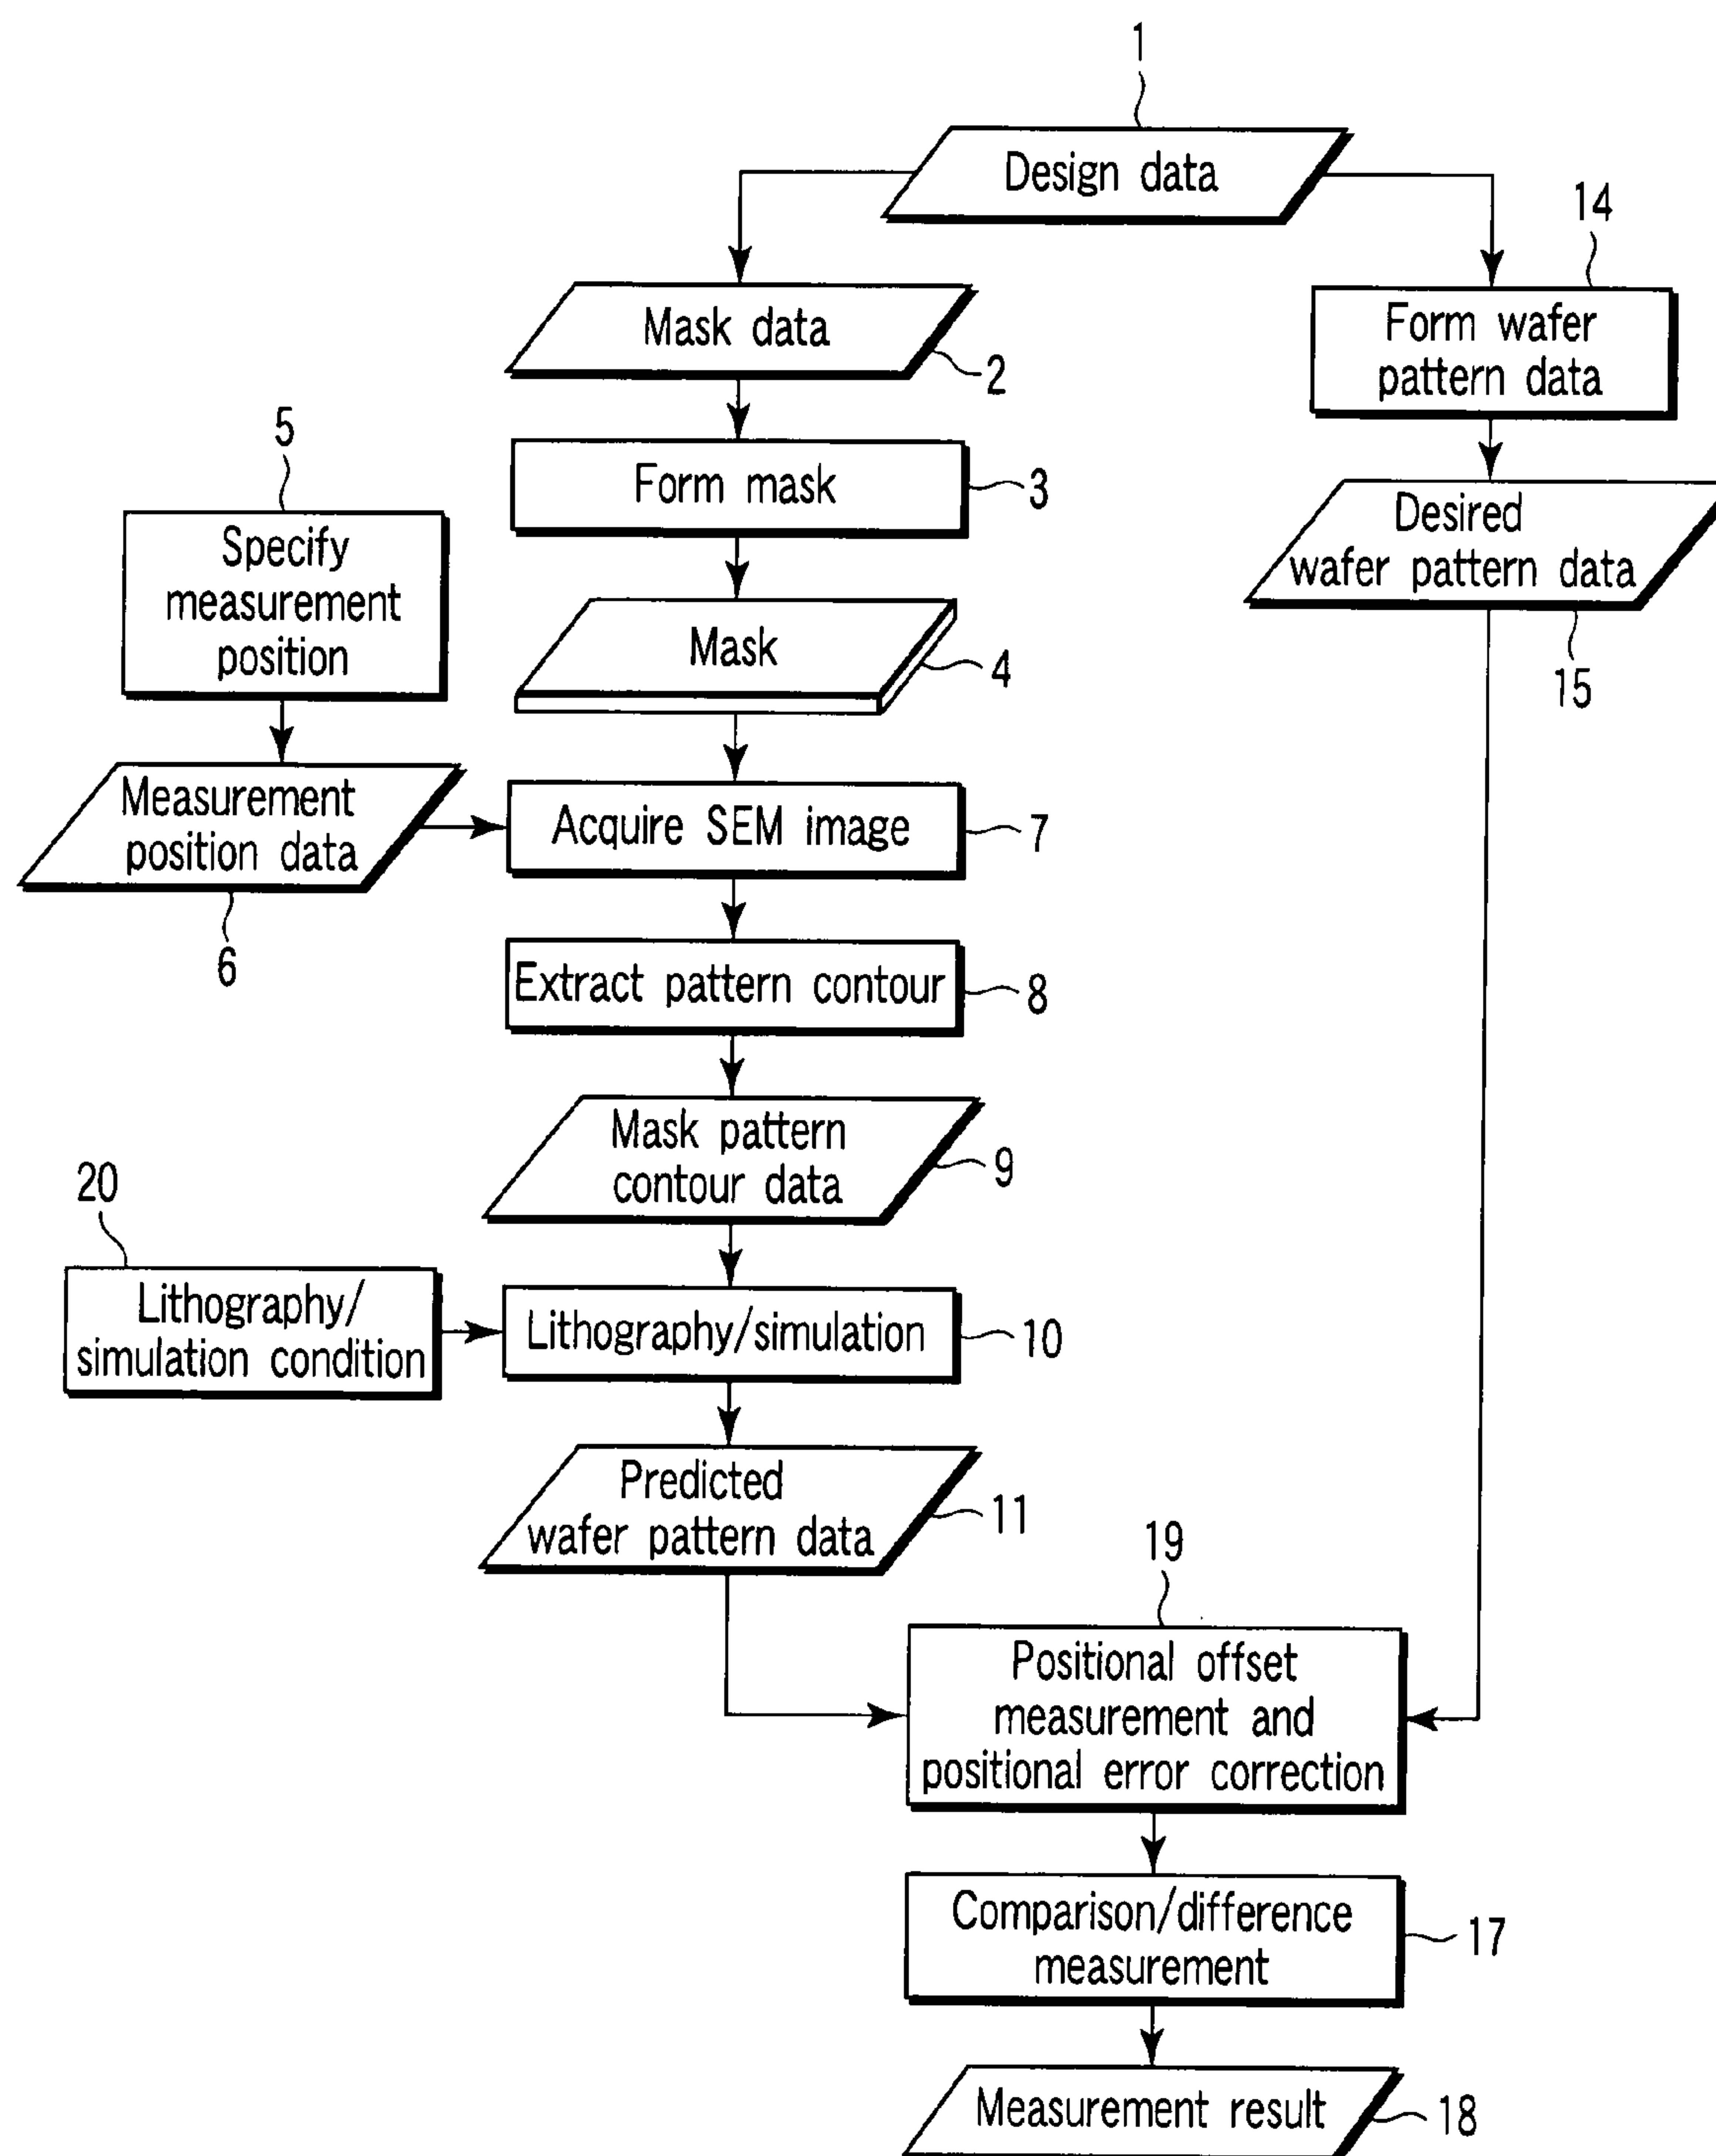 1
Design data
14
Mask data
2
Form wafer
pattern data
5
Form mask
3
Desired
wafer pattern data
15
Specify
measurement
position
Mask
4
Measurement
position data
6
Acquire SEM image
7
Extract pattern contour
8
Mask pattern
contour data
9
20
Lithography/
simulation condition
Lithography/simulation
10
Predicted
wafer pattern data
11
19
Positional offset
measurement and
positional error correction
Comparison/difference
measurement
17
Measurement result
18